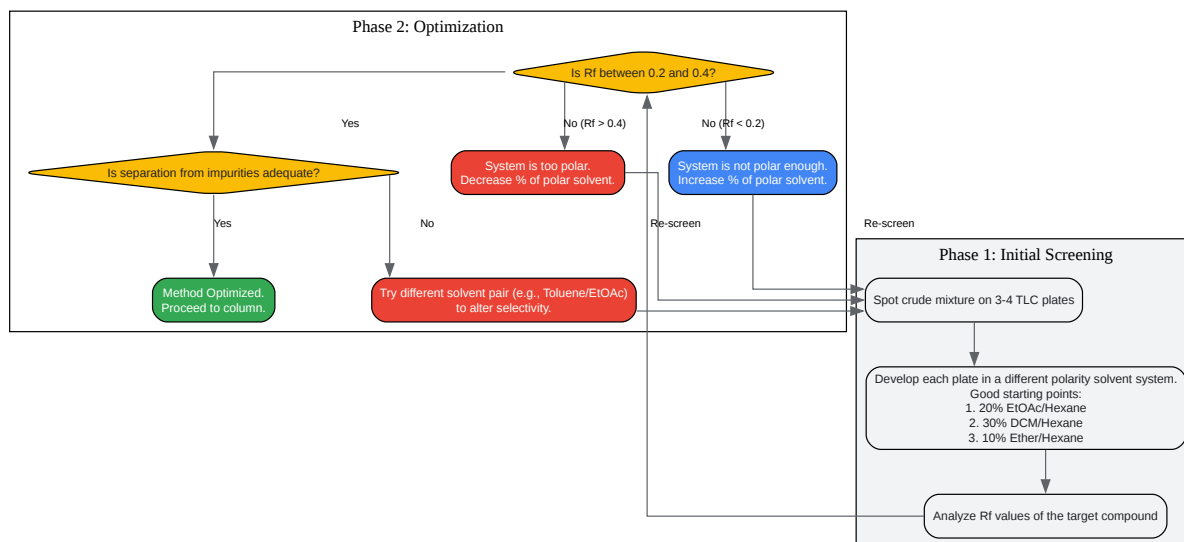 Phase 2: Optimization
Is Rf between 0.2 and 0.4?
Yes
No (Rf > 0.4)
No (Rf < 0.2)
Is separation from impurities adequate?
System is too polar.
Decrease % of polar solvent.
System is not polar enough.
Increase % of polar solvent.
Yes
No
Re-screen
Re-screen
Method Optimized.
Proceed to column.
Try different solvent pair (e.g., Toluene/EtOAc)
to alter selectivity.
Phase 1: Initial Screening
Spot crude mixture on 3-4 TLC plates
Develop each plate in a different polarity solvent system.
Good starting points:
1. 20% EtOAc/Hexane
2. 30% DCM/Hexane
3. 10% Ether/Hexane
Analyze Rf values of the target compound